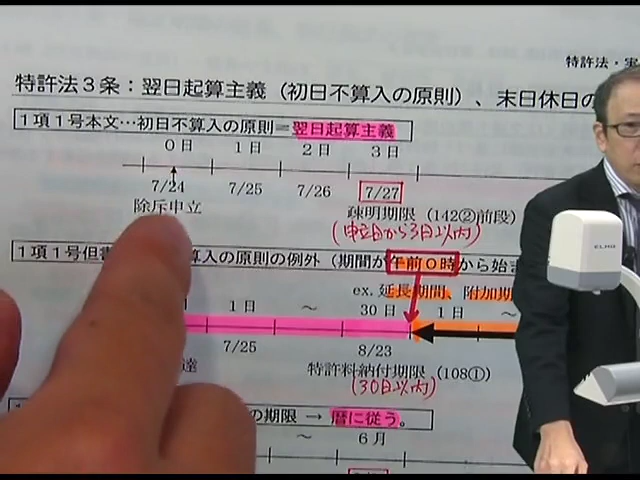 特許法・実
特許法3条：翌日起算主義（初日不算入の原則）、末日休日の
1項1号本文…初日不算入の原則＝翌日起算主義
0日 1日 2日 3日
7/24 7/25 7/26 7/27
除斥申立 疎明期限（142②前段）
（申立日から3日以内）
1項1号但書 入の原則の例外（期間が午前0時から始ま
ex. 延長期間、附加期
1日 ～ 30日 1日 ～
7/25 8/23
達 特許料納付期限（108①）
（30日以内）
の期限 → 暦に従う。
～ 6月
ELMO